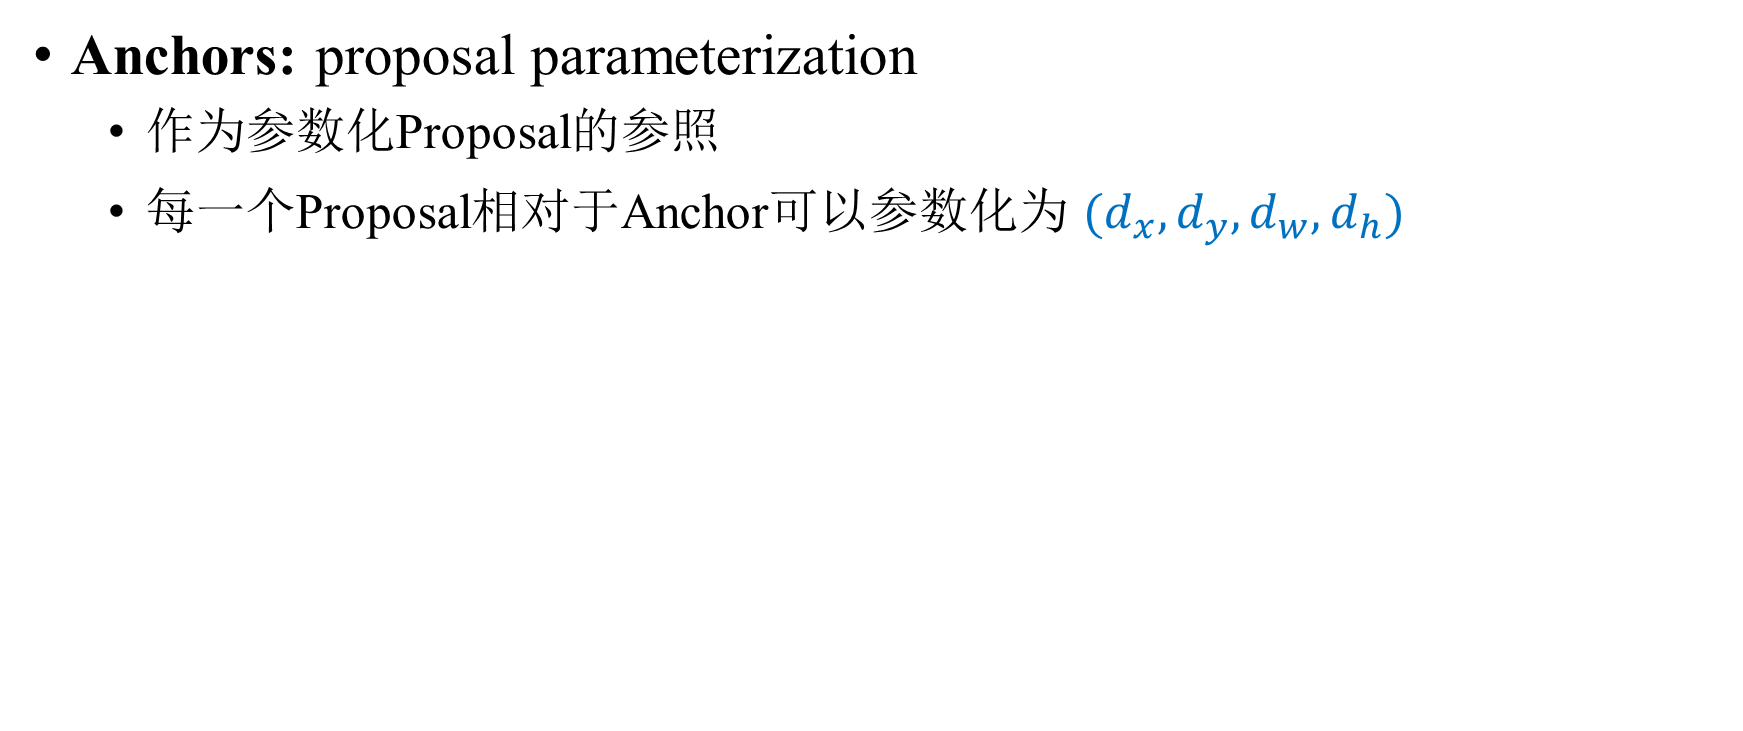 • Anchors: proposal parameterization
• 作为参数化Proposal的参照
• 每一个Proposal相对于Anchor可以参数化为 (d_x, d_y, d_w, d_h)